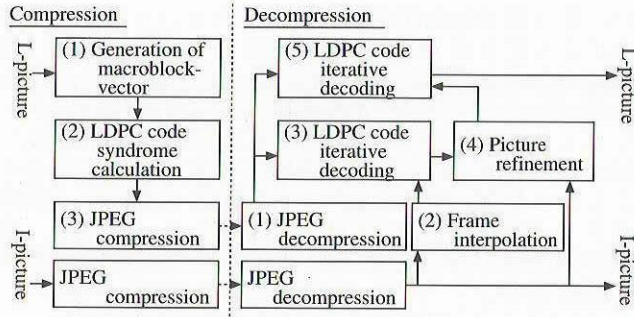 Compression
Decompression
(1) Generation of
macroblock-
vector
(5) LDPC code
iterative
decoding
L-picture
L-picture
(2) LDPC code
syndrome
calculation
(3) LDPC code
iterative
decoding
(4) Picture
refinement
(3) JPEG
compression
(1) JPEG
decompression
(2) Frame
interpolation
I-picture
I-picture
JPEG
compression
JPEG
decompression